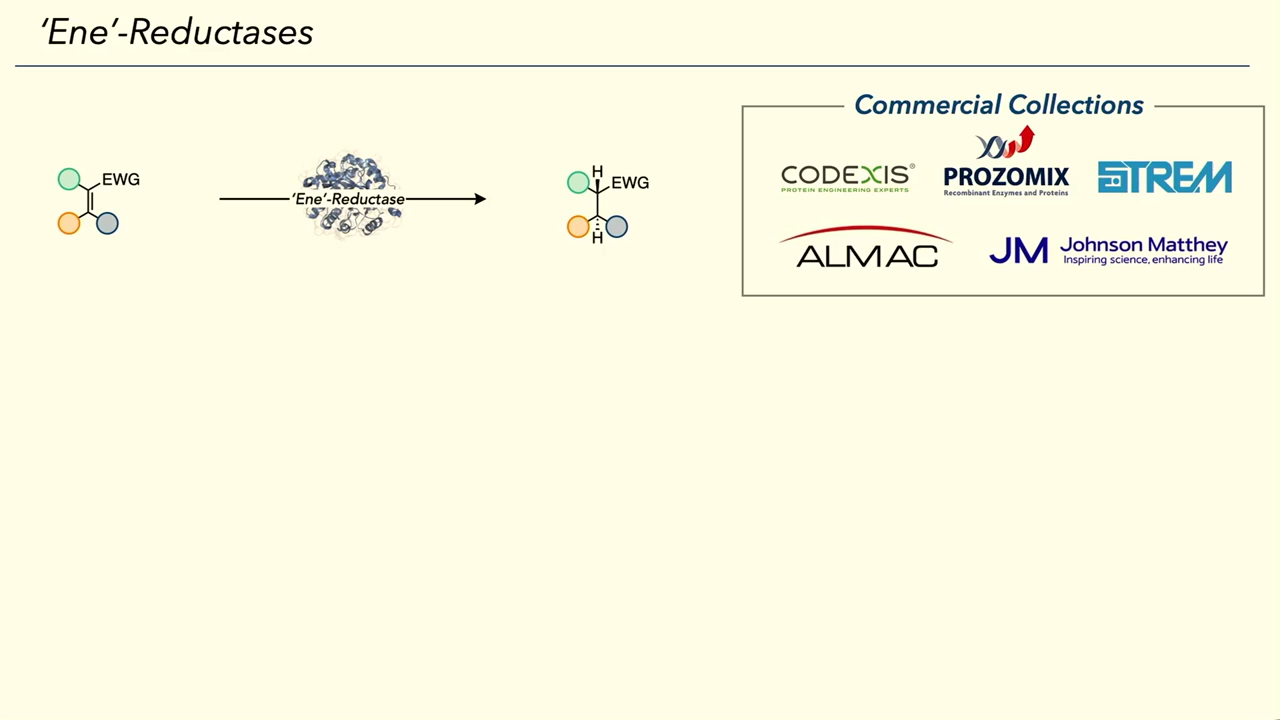 ‘Ene’-Reductases
EWG
‘Ene’-Reductase
H
EWG
H
Commercial Collections
CODEXIS®
PROTEIN ENGINEERING EXPERTS
PROZOMIX
Recombinant Enzymes and Proteins
STREM
ALMAC
JM Johnson Matthey
Inspiring science, enhancing life